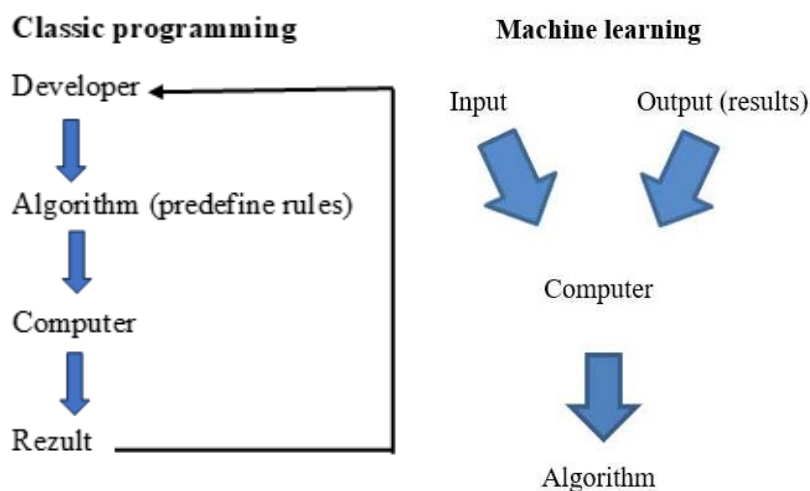 Classic programming
Developer
Algorithm (predefine rules)
Computer
Rezult
Machine learning
Input
Output (results)
Computer
Algorithm